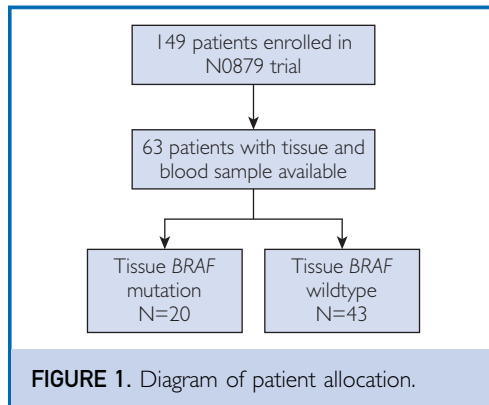 149 patients enrolled in
N0879 trial
63 patients with tissue and
blood sample available
Tissue BRAF
mutation
N=20
Tissue BRAF
wildtype
N=43
FIGURE 1. Diagram of patient allocation.